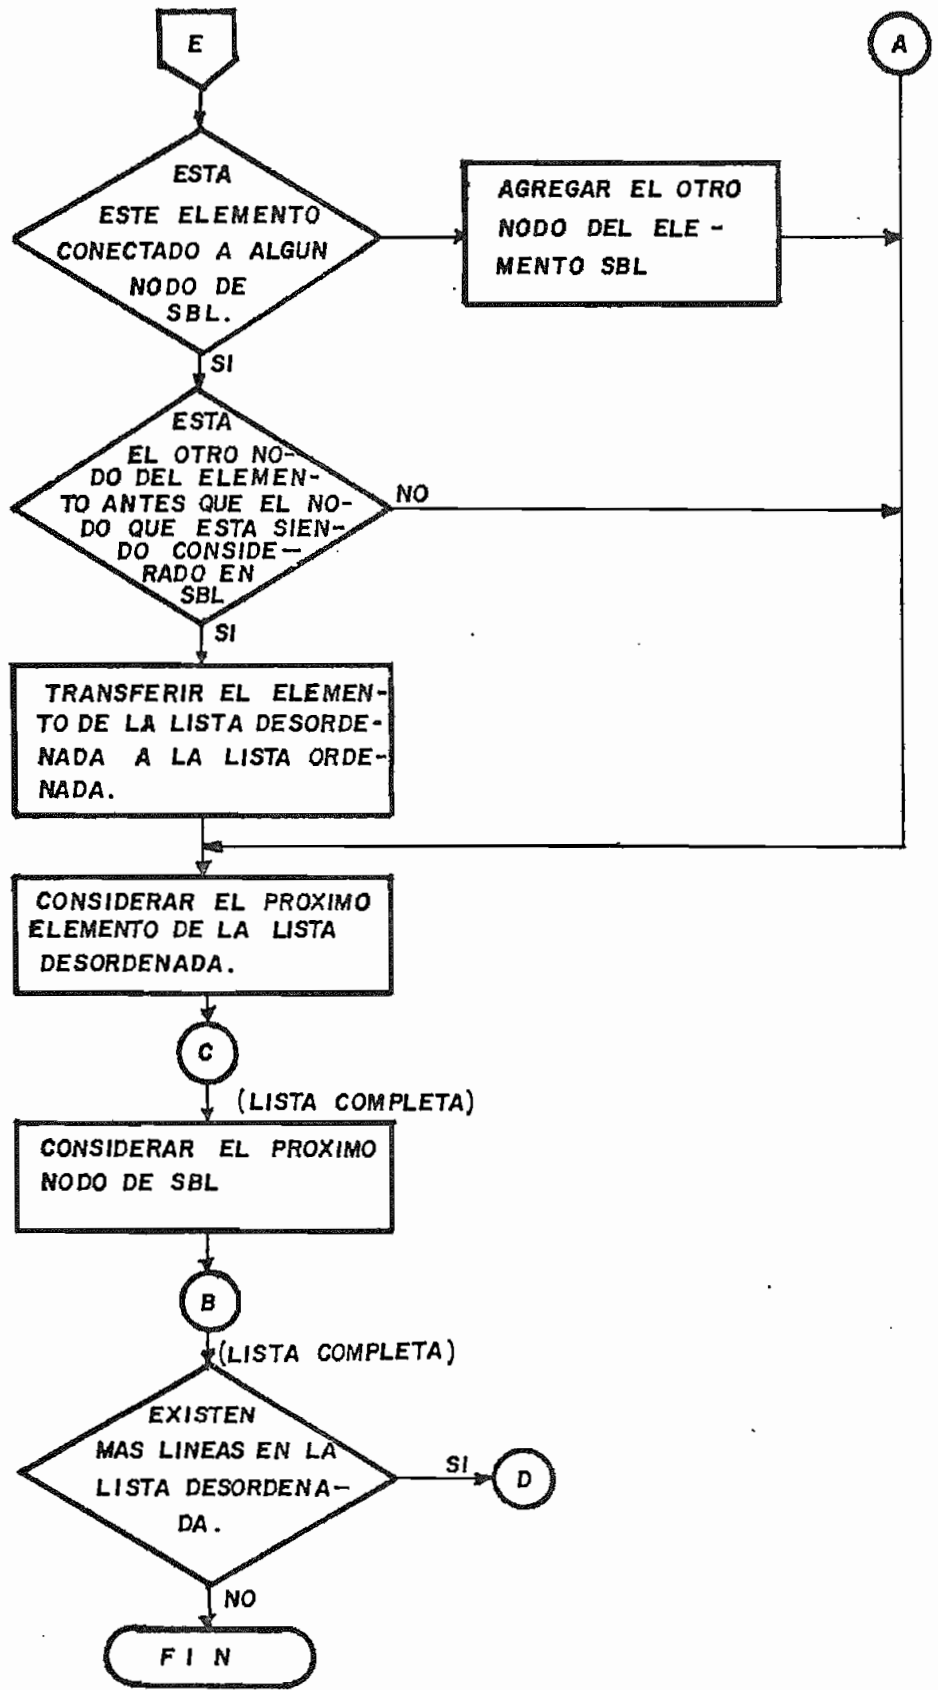 E
A
ESTA
ESTE ELEMENTO
CONECTADO A ALGUN
NODO DE
SBL.
AGREGAR EL OTRO
NODO DEL ELE-
MENTO SBL
SI
ESTA
EL OTRO NO-
DO DEL ELEMEN-
TO ANTES QUE EL NO-
DO QUE ESTA SIEN-
DO CONSIDE-
RADO EN
SBL
NO
SI
TRANSFERIR EL ELEMEN-
TO DE LA LISTA DESORDE-
NADA A LA LISTA ORDE-
NADA.
CONSIDERAR EL PROXIMO
ELEMENTO DE LA LISTA
DESORDENADA.
C
(LISTA COMPLETA)
CONSIDERAR EL PROXIMO
NODO DE SBL
B
(LISTA COMPLETA)
EXISTEN
MAS LINEAS EN LA
LISTA DESORDENA-
DA.
SI
D
NO
FIN